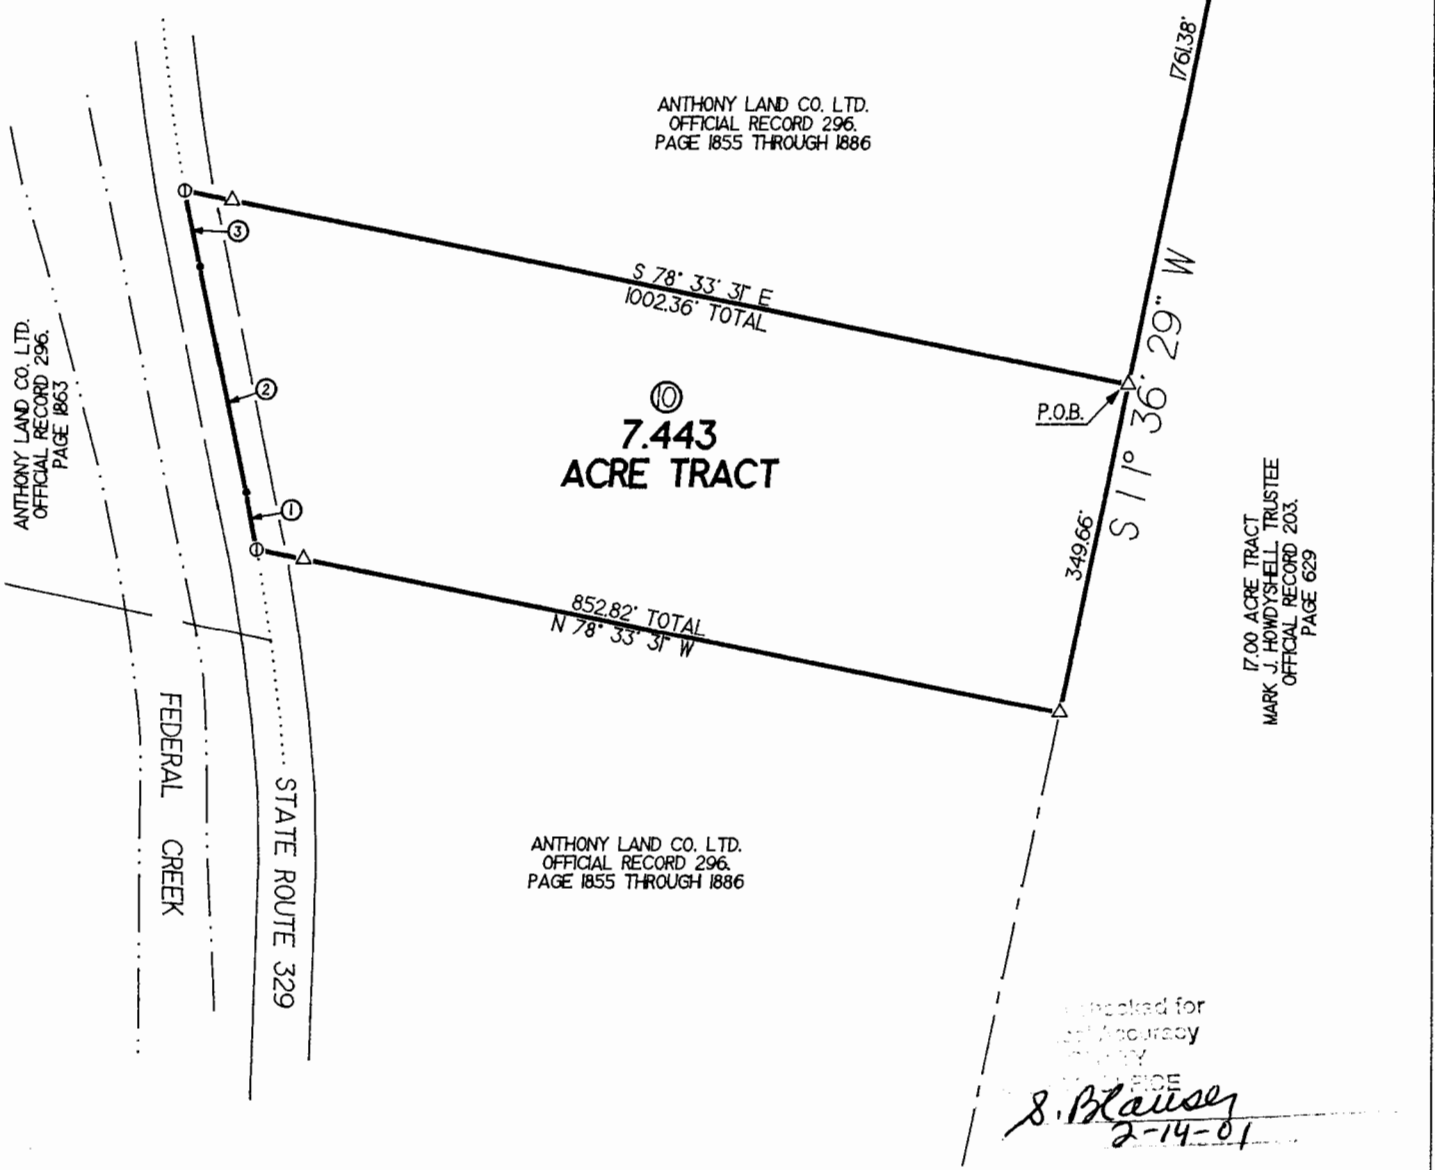 1761.38'
ANTHONY LAND CO. LTD.
OFFICIAL RECORD 296.
PAGE 1855 THROUGH 1886
3
S 78° 33' 31" E
1002.36' TOTAL
S 11° 36' 29" W
ANTHONY LAND CO. LTD.
OFFICIAL RECORD 296.
PAGE 1863
2
10
7.443
ACRE TRACT
P.O.B.
1
349.66'
17.00 ACRE TRACT
MARK J. HOWDYSHELL TRUSTEE
OFFICIAL RECORD 203.
PAGE 629
852.82' TOTAL
N 78° 33' 31" W
FEDERAL CREEK
STATE ROUTE 329
ANTHONY LAND CO. LTD.
OFFICIAL RECORD 296.
PAGE 1855 THROUGH 1886
checked for
Accuracy
S. Blauser
2-14-01